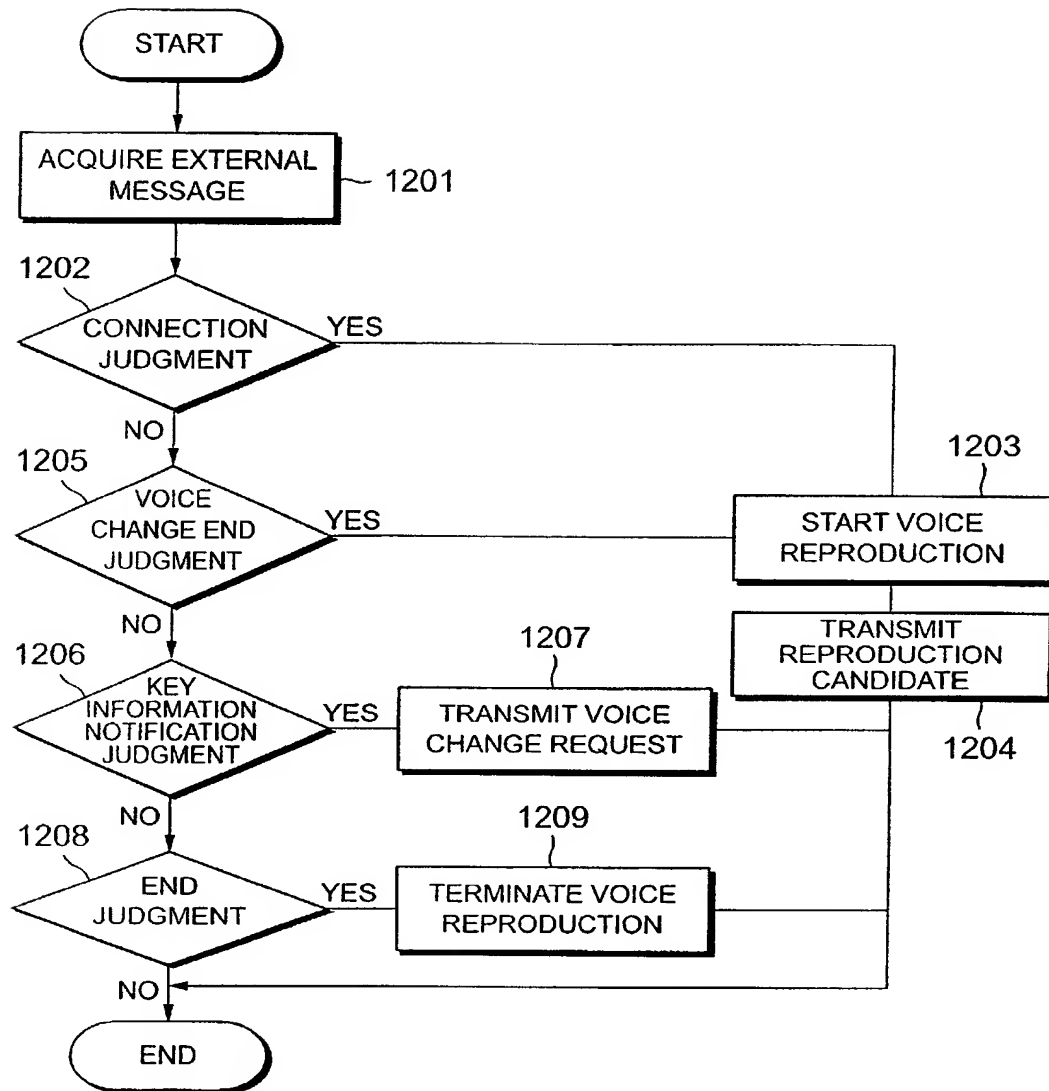 START
ACQUIRE EXTERNAL
MESSAGE
1201
1202
CONNECTION
JUDGMENT
YES
NO
1203
START VOICE
REPRODUCTION
1205
VOICE
CHANGE END
JUDGMENT
YES
NO
TRANSMIT
REPRODUCTION
CANDIDATE
1204
1206
KEY
INFORMATION
NOTIFICATION
JUDGMENT
YES
1207
TRANSMIT VOICE
CHANGE REQUEST
NO
1208
END
JUDGMENT
YES
1209
TERMINATE VOICE
REPRODUCTION
NO
END